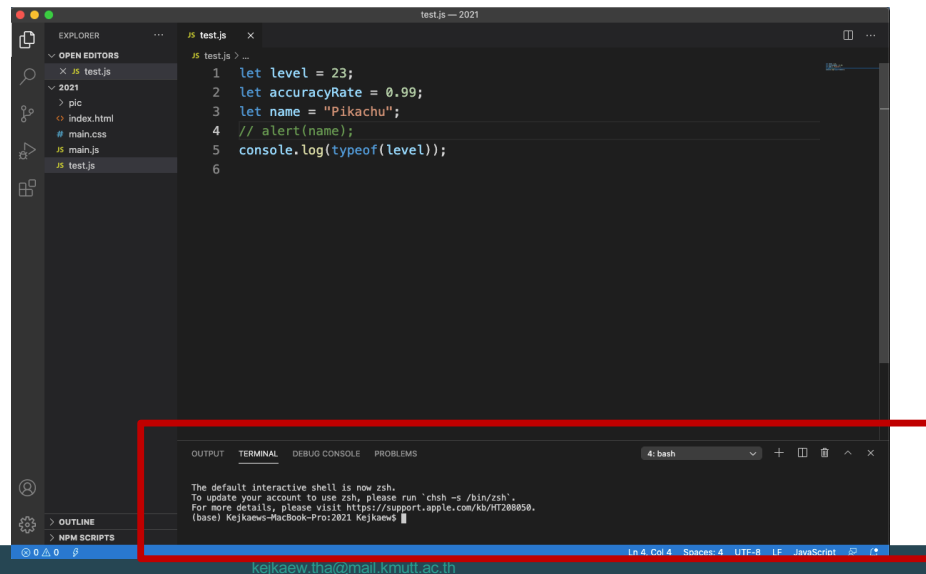 test.js — 2021
EXPLORER ···
JS test.js ×
OPEN EDITORS
× JS test.js
2021
> pic
<> index.html
# main.css
JS main.js
JS test.js
OUTLINE
NPM SCRIPTS
JS test.js > ...
1 let level = 23;
2 let accuracyRate = 0.99;
3 let name = "Pikachu";
4 // alert(name);
5 console.log(typeof(level));
6
OUTPUT TERMINAL DEBUG CONSOLE PROBLEMS 4: bash
The default interactive shell is now zsh.
To update your account to use zsh, please run `chsh -s /bin/zsh`.
For more details, please visit https://support.apple.com/kb/HT208050.
(base) Kejkaews-MacBook-Pro:2021 Kejkaew$
0 0 Ln 4, Col 4 Spaces: 4 UTF-8 LF JavaScript
kejkaew.tha@mail.kmutt.ac.th